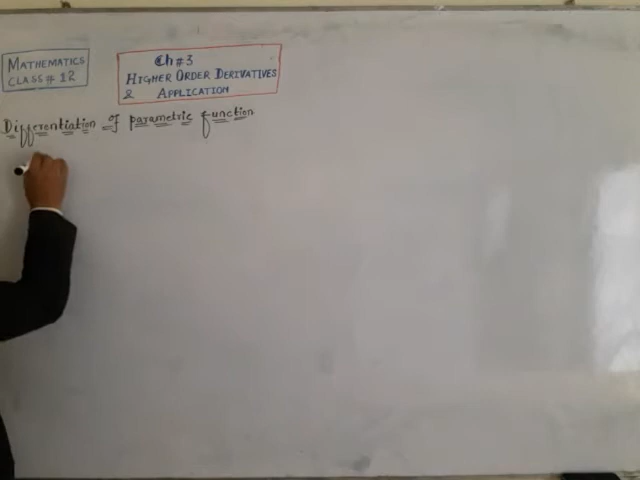 MATHEMATICS
CLASS # 12
Ch # 3
HIGHER ORDER DERIVATIVES
& APPLICATION
Differentiation of parametric function